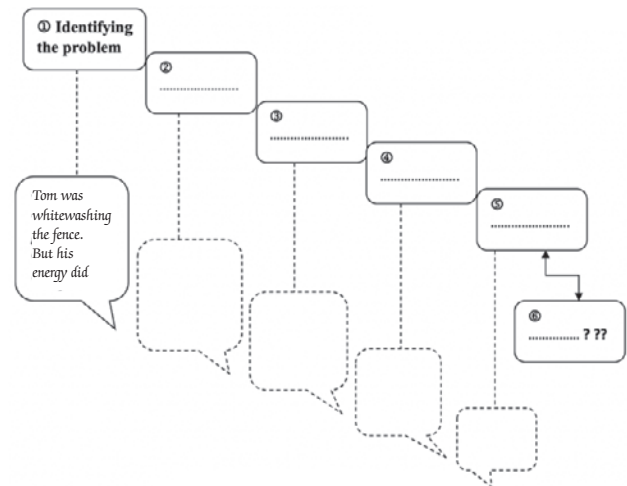 ① Identifying
the problem
②
....................
③
....................
④
....................
⑤
....................
⑥
............. ? ??
Tom was
whitewashing
the fence.
But his
energy did